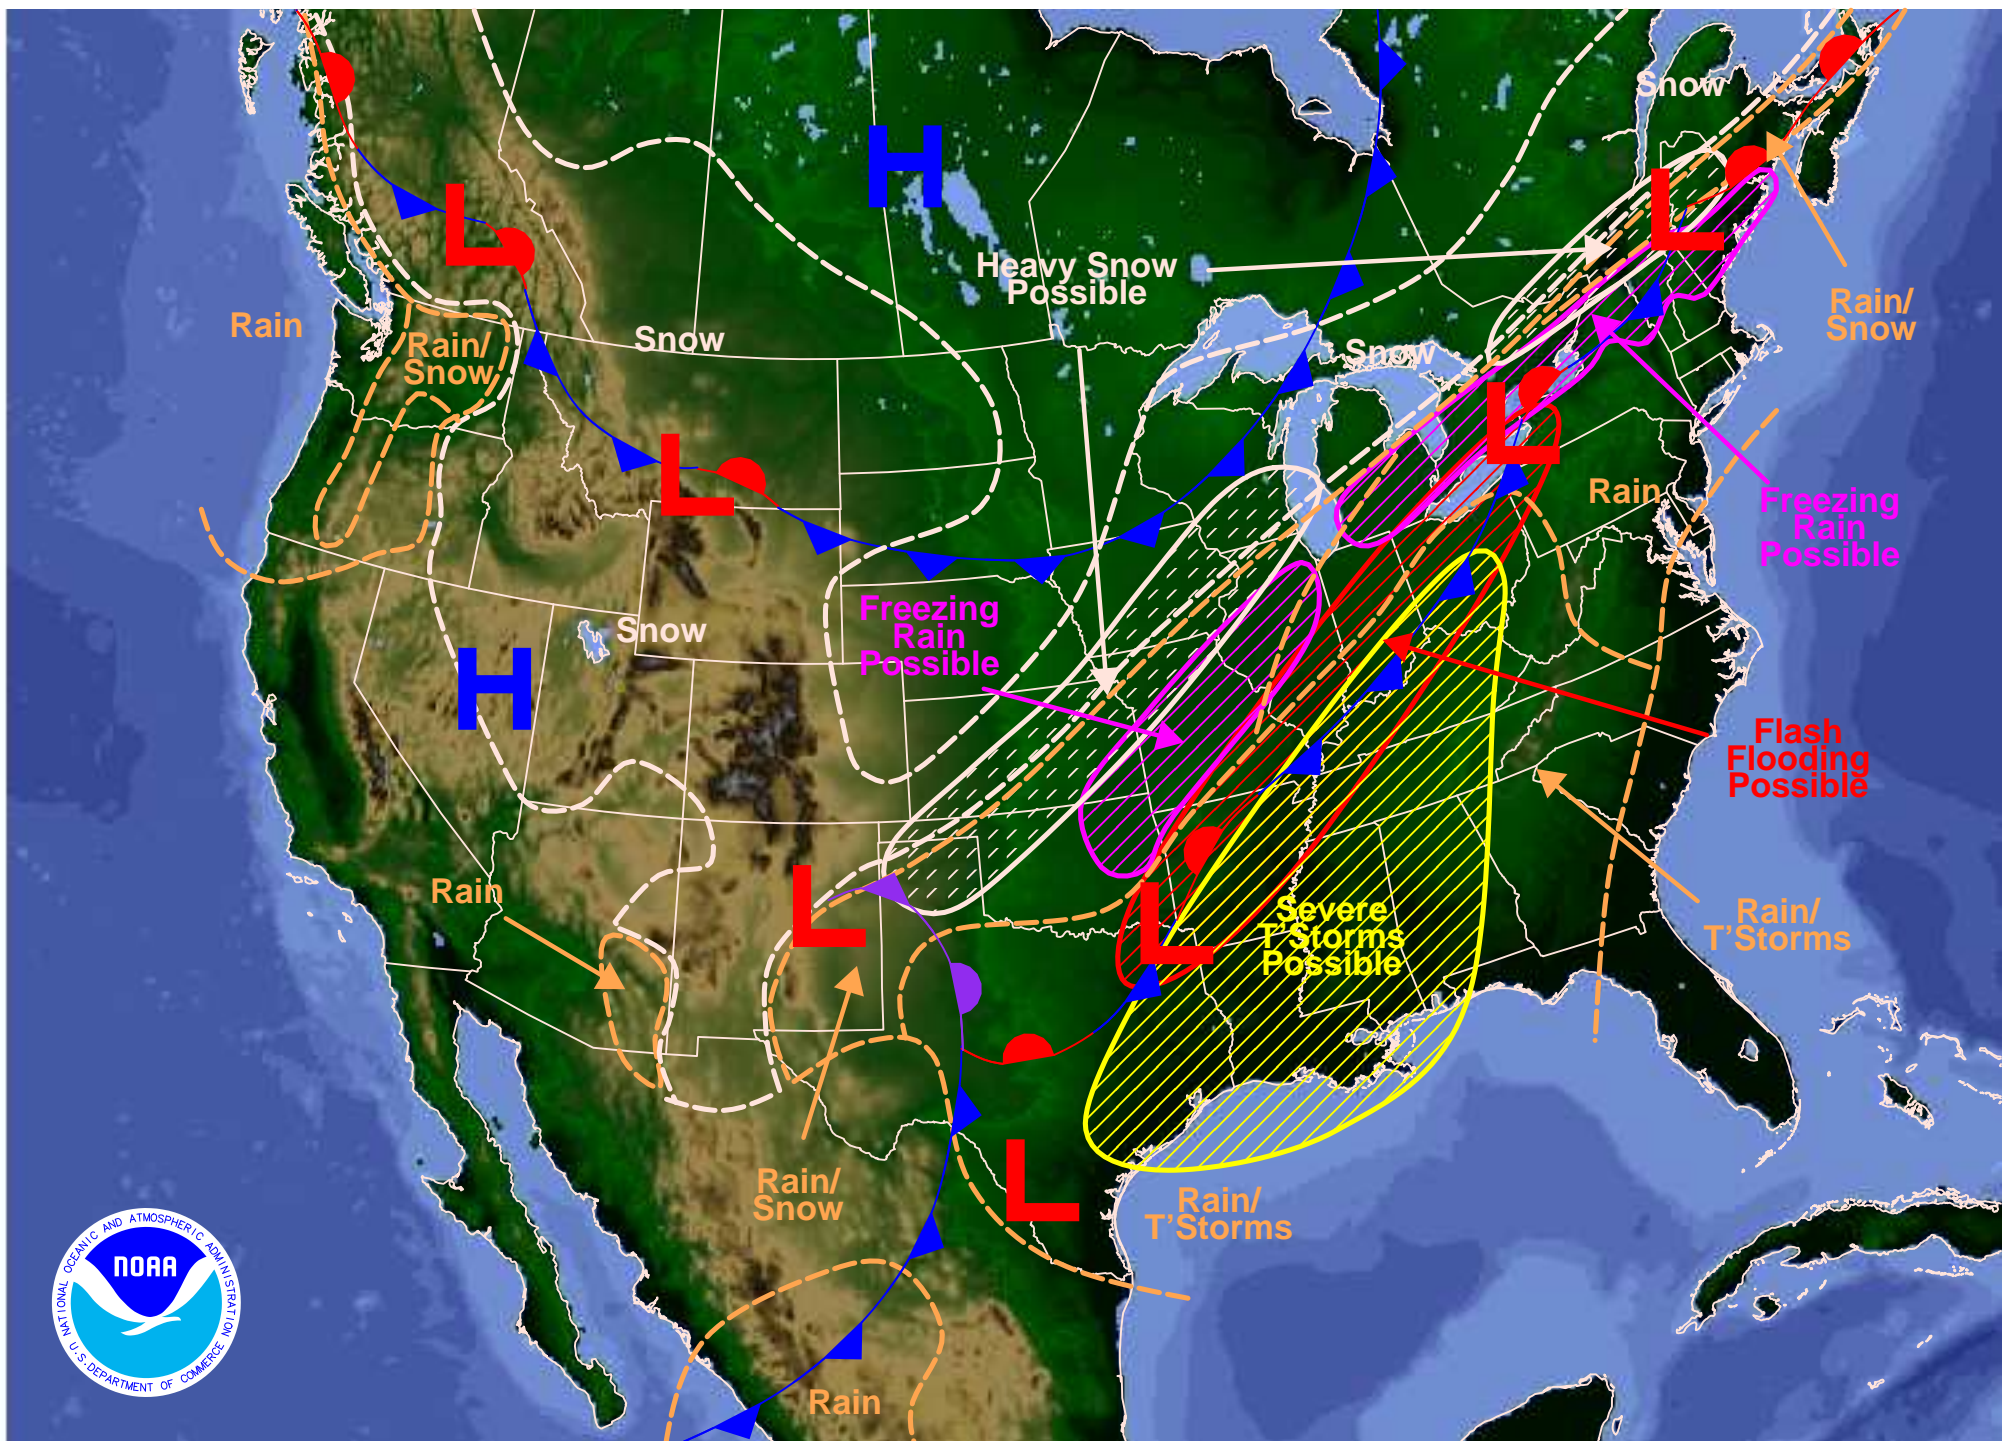 Snow
H
L
L
Heavy Snow
Possible
Rain
Rain/
Snow
Snow
Snow
Rain/
Snow
L
L
Rain
Freezing
Rain
Possible
Freezing
Rain
Possible
Snow
H
Flash
Flooding
Possible
Rain
L
L
Severe
T'Storms
Possible
Rain/
T'Storms
L
Rain/
Snow
Rain/
T'Storms
Rain
NOAA
NATIONAL OCEANIC AND ATMOSPHERIC ADMINISTRATION
U.S. DEPARTMENT OF COMMERCE